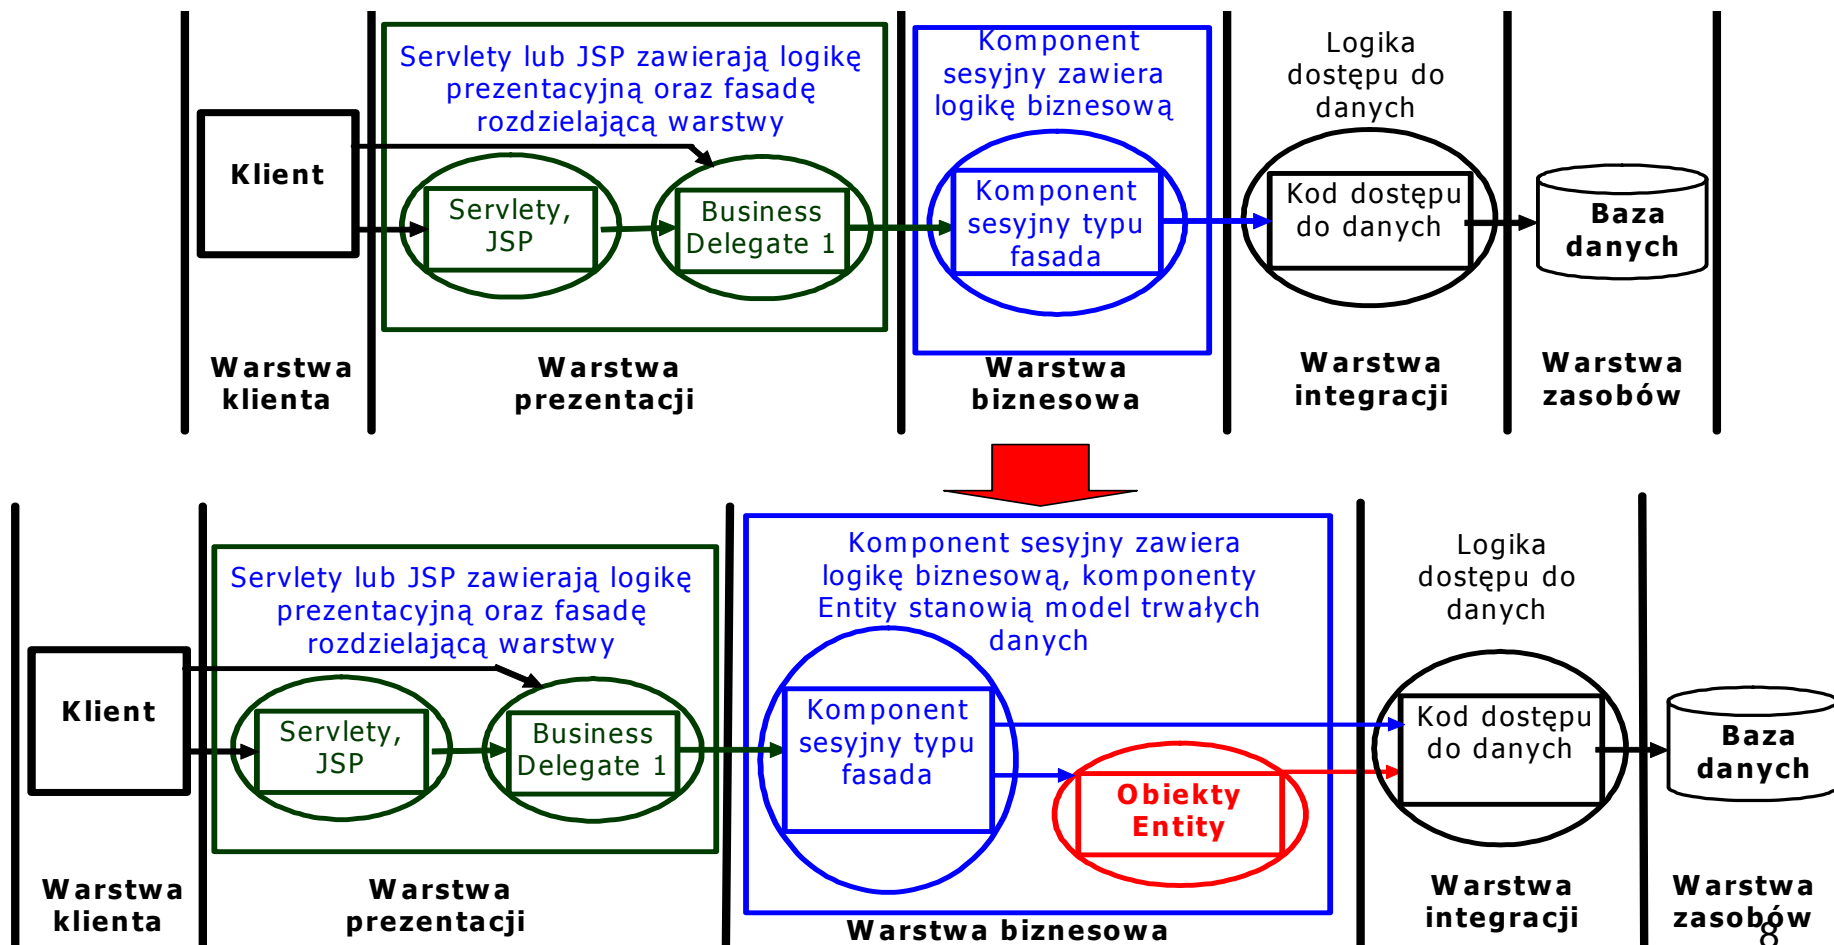 Servlety lub JSP zawierają logikę
prezentacyjną oraz fasadę
rozdzielającą warstwy
Komponent
sesyjny zawiera
logikę biznesową
Logika
dostępu do
danych
Klient
Servlety,
JSP
Business
Delegate 1
Komponent
sesyjny typu
fasada
Kod dostępu
do danych
Baza
danych
Warstwa
klienta
Warstwa
prezentacji
Warstwa
biznesowa
Warstwa
integracji
Warstwa
zasobów
Servlety lub JSP zawierają logikę
prezentacyjną oraz fasadę
rozdzielającą warstwy
Komponent sesyjny zawiera
logikę biznesową, komponenty
Entity stanowią model trwałych
danych
Logika
dostępu do
danych
Klient
Servlety,
JSP
Business
Delegate 1
Komponent
sesyjny typu
fasada
Obiekty
Entity
Kod dostępu
do danych
Baza
danych
Warstwa
klienta
Warstwa
prezentacji
Warstwa biznesowa
Warstwa
integracji
Warstwa
zasobów
8